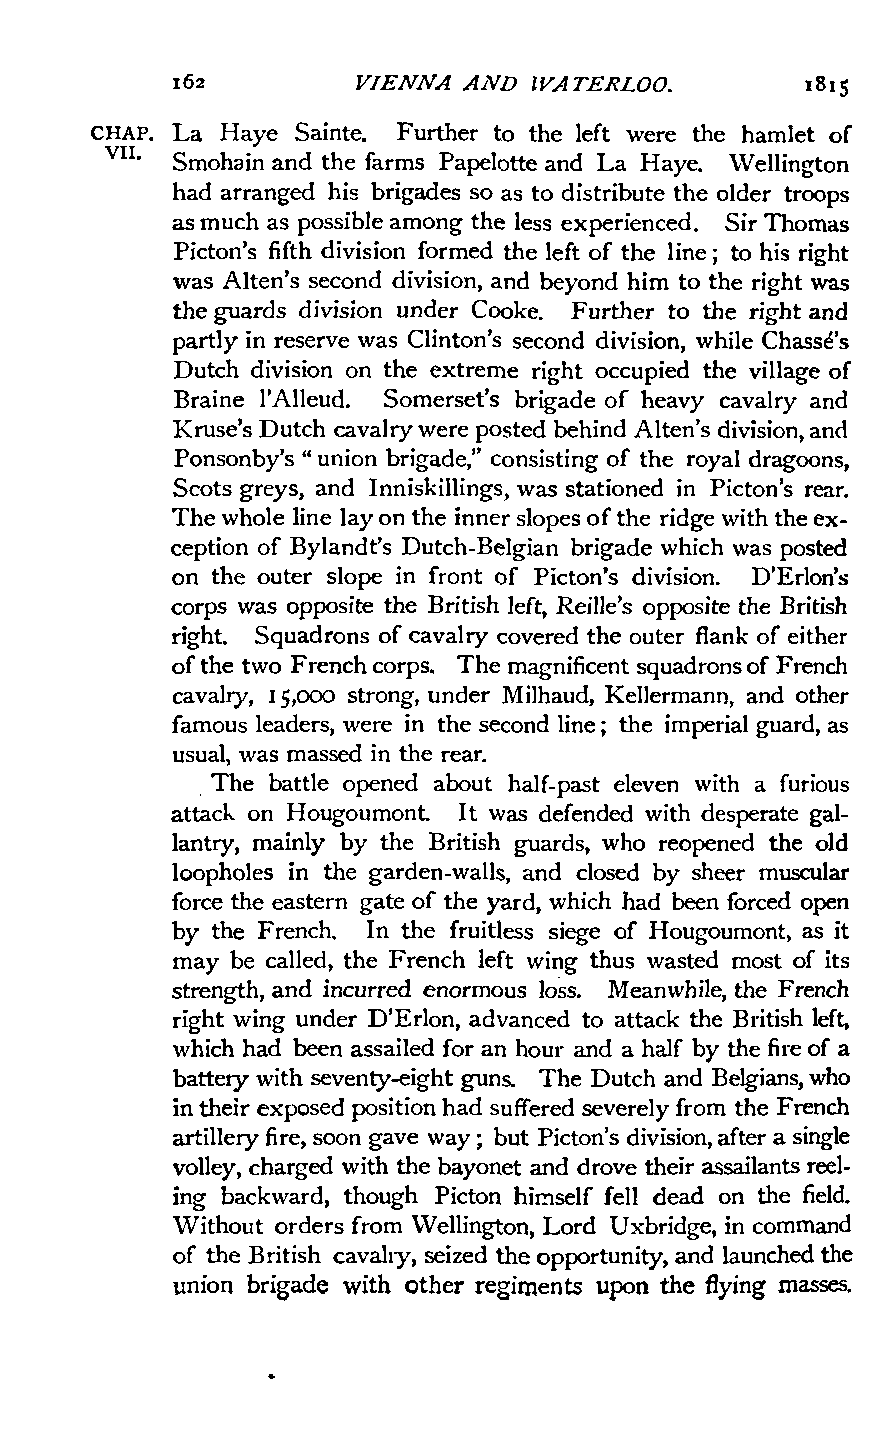 162 VIENNA AND WATERLOO. 1815
CHAP. VII.
La Haye Sainte. Further to the left were the hamlet of
Smohain and the farms Papelotte and La Haye. Wellington
had arranged his brigades so as to distribute the older troops
as much as possible among the less experienced. Sir Thomas
Picton's fifth division formed the left of the line; to his right
was Alten's second division, and beyond him to the right was
the guards division under Cooke. Further to the right and
partly in reserve was Clinton's second division, while Chassé's
Dutch division on the extreme right occupied the village of
Braine l'Alleud. Somerset's brigade of heavy cavalry and
Kruse's Dutch cavalry were posted behind Alten's division, and
Ponsonby's "union brigade," consisting of the royal dragoons,
Scots greys, and Inniskillings, was stationed in Picton's rear.
The whole line lay on the inner slopes of the ridge with the ex-
ception of Bylandt's Dutch-Belgian brigade which was posted
on the outer slope in front of Picton's division. D'Erlon's
corps was opposite the British left, Reille's opposite the British
right. Squadrons of cavalry covered the outer flank of either
of the two French corps. The magnificent squadrons of French
cavalry, 15,000 strong, under Milhaud, Kellermann, and other
famous leaders, were in the second line; the imperial guard, as
usual, was massed in the rear.
The battle opened about half-past eleven with a furious
attack on Hougoumont. It was defended with desperate gal-
lantry, mainly by the British guards, who reopened the old
loopholes in the garden-walls, and closed by sheer muscular
force the eastern gate of the yard, which had been forced open
by the French. In the fruitless siege of Hougoumont, as it
may be called, the French left wing thus wasted most of its
strength, and incurred enormous loss. Meanwhile, the French
right wing under D'Erlon, advanced to attack the British left,
which had been assailed for an hour and a half by the fire of a
battery with seventy-eight guns. The Dutch and Belgians, who
in their exposed position had suffered severely from the French
artillery fire, soon gave way; but Picton's division, after a single
volley, charged with the bayonet and drove their assailants reel-
ing backward, though Picton himself fell dead on the field.
Without orders from Wellington, Lord Uxbridge, in command
of the British cavalry, seized the opportunity, and launched the
union brigade with other regiments upon the flying masses.